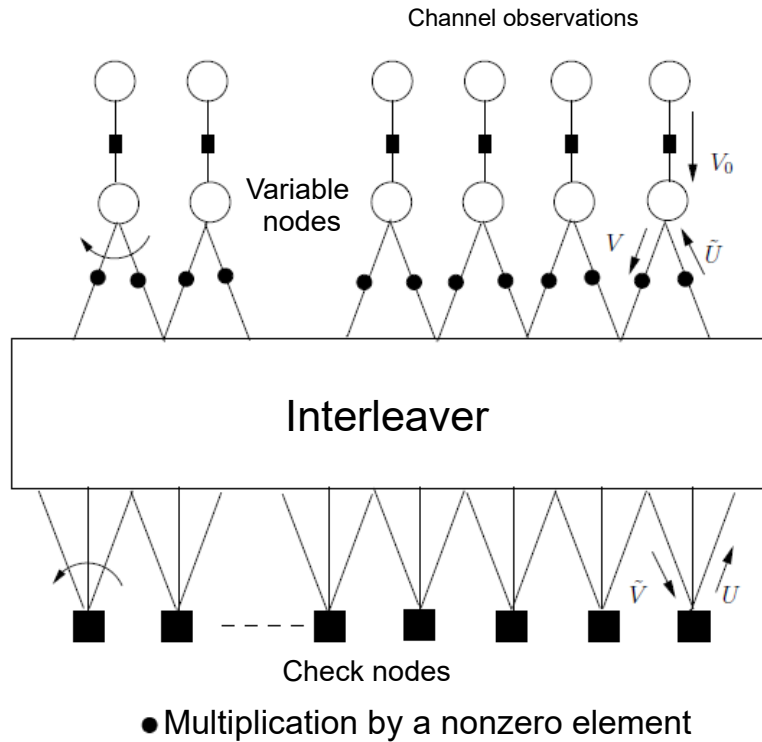 Channel observations
V₀
Variable
nodes
V
Ũ
Interleaver
Ṽ
U
Check nodes
Multiplication by a nonzero element